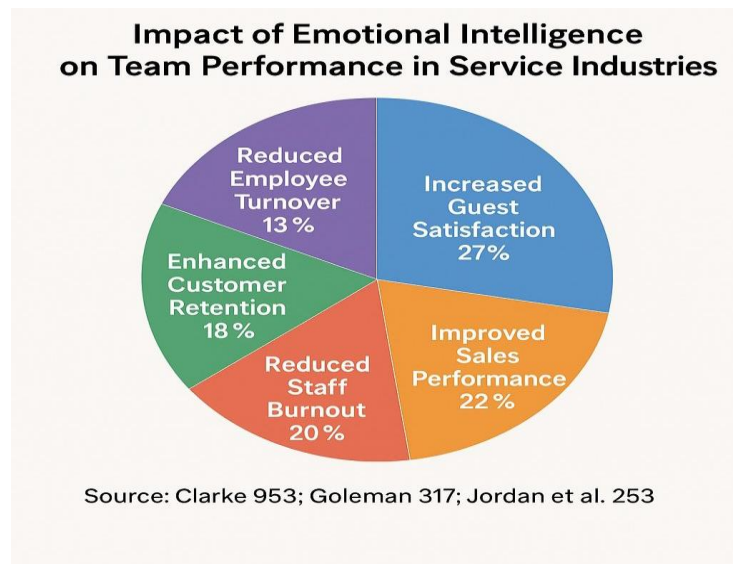 Impact of Emotional Intelligence
on Team Performance in Service Industries
Increased
Guest
Satisfaction
27%
Improved
Sales
Performance
22 %
Reduced
Staff
Burnout
20 %
Enhanced
Customer
Retention
18 %
Reduced
Employee
Turnover
13 %
Source: Clarke 953; Goleman 317; Jordan et al. 253